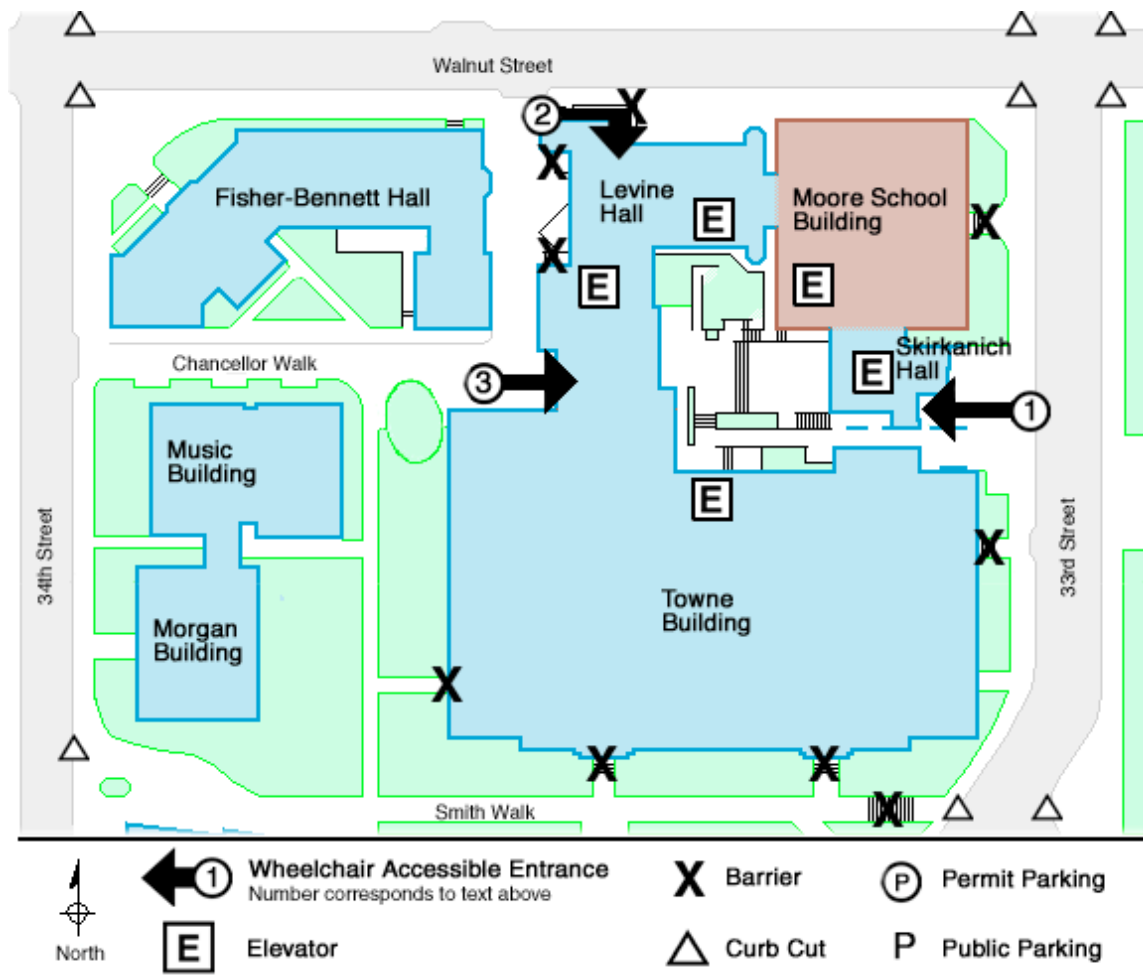 Walnut Street
2
Fisher-Bennett Hall
Levine
Hall
Moore School
Building
X
X
X
X
E
E
E
Chancellor Walk
Skirkanich
Hall
E
3
1
Music
Building
E
34th Street
33rd Street
X
Towne
Building
Morgan
Building
X
X
X
X
Smith Walk
1
Wheelchair Accessible Entrance
Number corresponds to text above
X
Barrier
P
Permit Parking
North
E
Elevator
Curb Cut
P
Public Parking